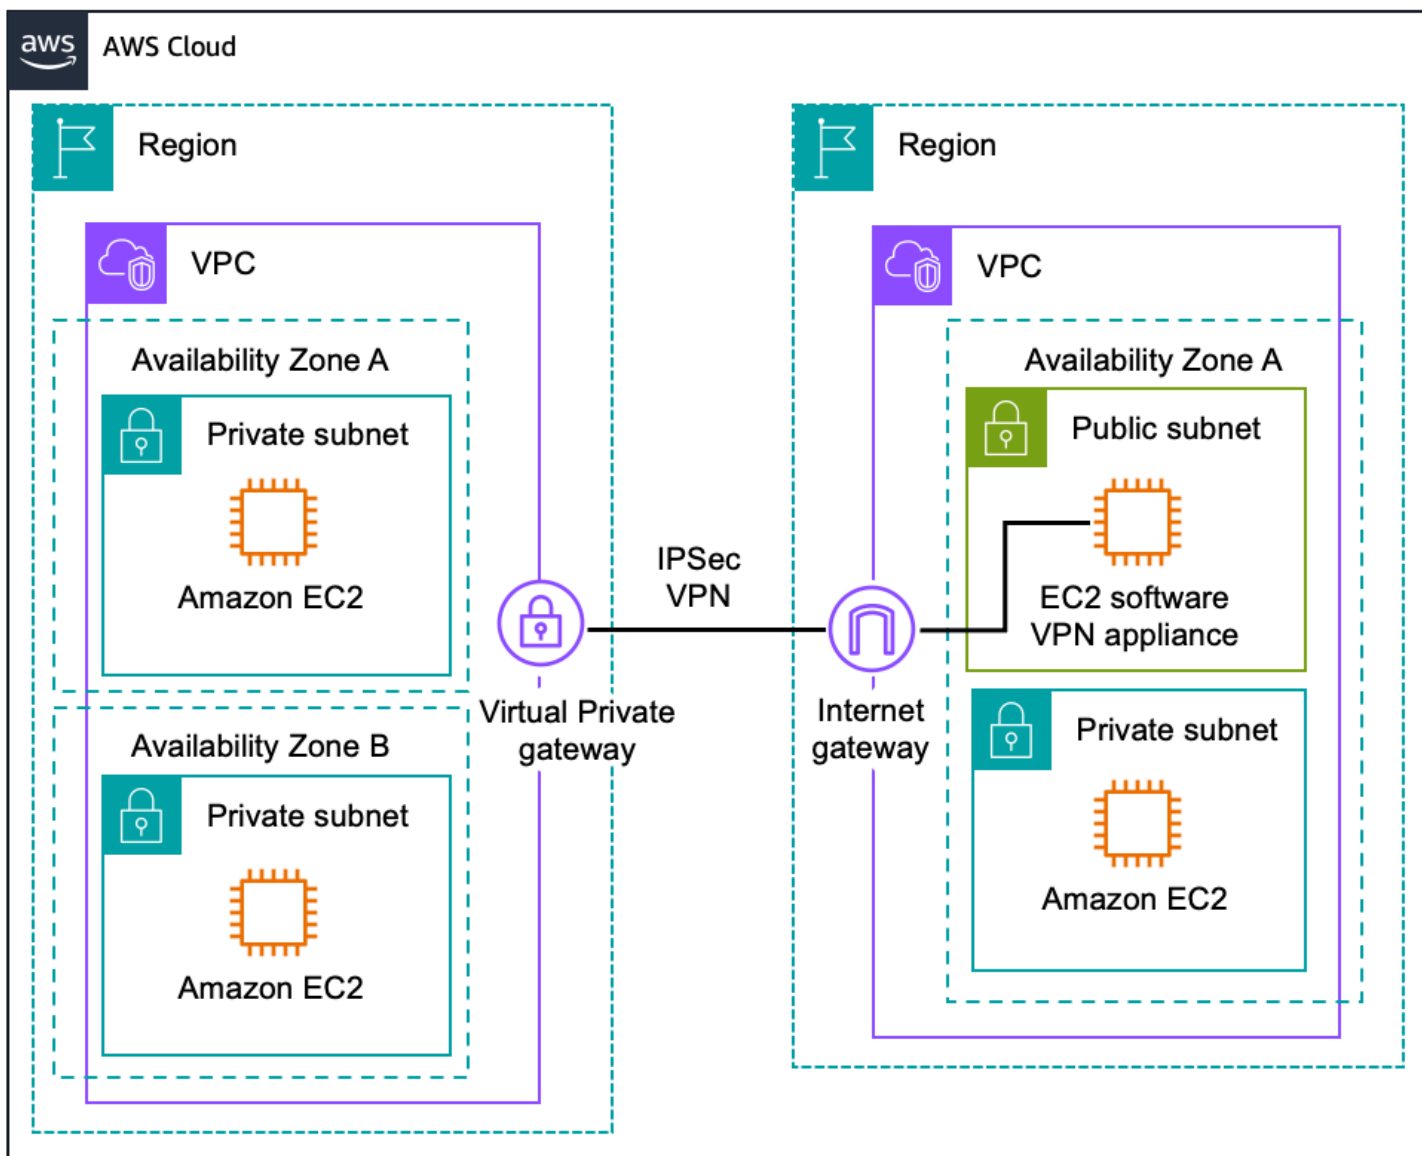 aws
AWS Cloud
Region
VPC
Availability Zone A
Private subnet
Amazon EC2
Availability Zone B
Private subnet
Amazon EC2
Virtual Private
gateway
IPSec
VPN
Region
VPC
Availability Zone A
Public subnet
EC2 software
VPN appliance
Internet
gateway
Private subnet
Amazon EC2